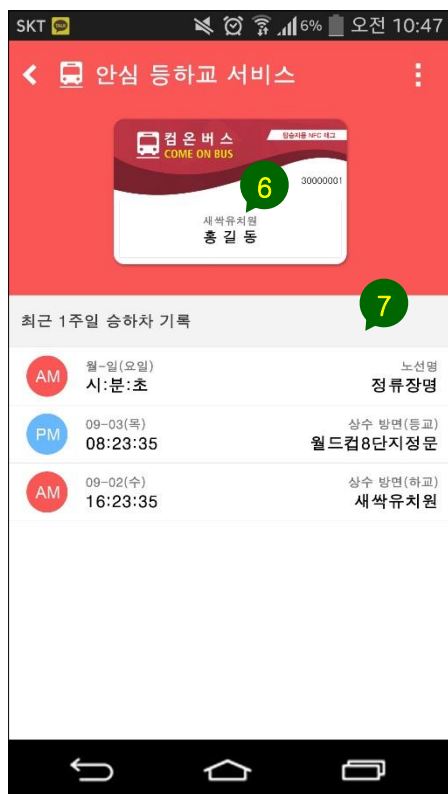 SKT TALK 6% 오전 10:47
안심 등하교 서비스
컴온버스 탑승자용 NFC 태그
COME ON BUS
30000001
6
새싹유치원
홍길동
7
최근 1주일 승하차 기록
AM 월-일(요일) 노선명
시:분:초 정류장명
PM 09-03(목) 상수 방면(등교)
08:23:35 월드컵8단지정문
AM 09-02(수) 상수 방면(하교)
16:23:35 새싹유치원